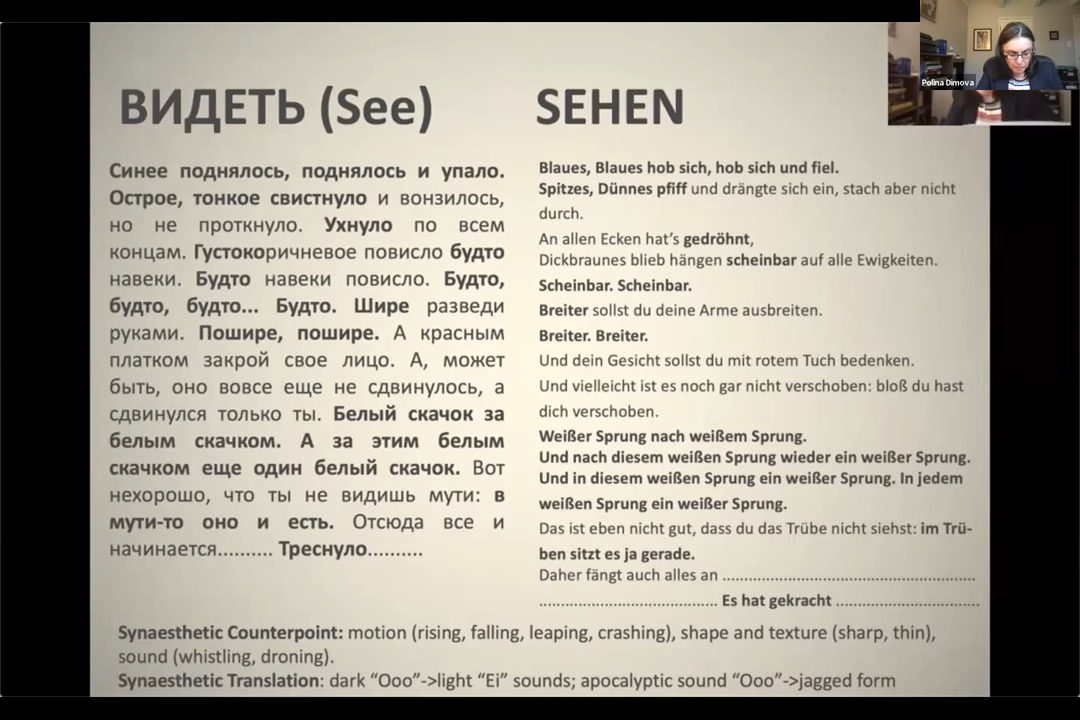 Polina Dimova
ВИДЕТЬ (See)
SEHEN
Синее поднялось, поднялось и упало.
Острое, тонкое свистнуло и вонзилось,
но не проткнуло. Ухнуло по всем
концам. Густокоричневое повисло будто
навеки. Будто навеки повисло. Будто,
будто, будто... Будто. Шире разведи
руками. Пошире, пошире. А красным
платком закрой свое лицо. А, может
быть, оно вовсе еще не сдвинулось, а
сдвинулся только ты. Белый скачок за
белым скачком. А за этим белым
скачком еще один белый скачок. Вот
нехорошо, что ты не видишь мути: в
мути-то оно и есть. Отсюда все и
начинается.......... Треснуло..........
Blaues, Blaues hob sich, hob sich und fiel.
Spitzes, Dünnes pfiff und drängte sich ein, stach aber nicht
durch.
An allen Ecken hat’s gedröhnt,
Dickbraunes blieb hängen scheinbar auf alle Ewigkeiten.
Scheinbar. Scheinbar.
Breiter sollst du deine Arme ausbreiten.
Breiter. Breiter.
Und dein Gesicht sollst du mit rotem Tuch bedenken.
Und vielleicht ist es noch gar nicht verschoben: bloß du hast
dich verschoben.
Weißer Sprung nach weißem Sprung.
Und nach diesem weißen Sprung wieder ein weißer Sprung.
Und in diesem weißen Sprung ein weißer Sprung. In jedem
weißen Sprung ein weißer Sprung.
Das ist eben nicht gut, dass du das Trübe nicht siehst: im Trü-
ben sitzt es ja gerade.
Daher fängt auch alles an ..................................................
................................... Es hat gekracht .............................
Synaesthetic Counterpoint: motion (rising, falling, leaping, crashing), shape and texture (sharp, thin),
sound (whistling, droning).
Synaesthetic Translation: dark “Ooo”->light “Ei” sounds; apocalyptic sound “Ooo”->jagged form